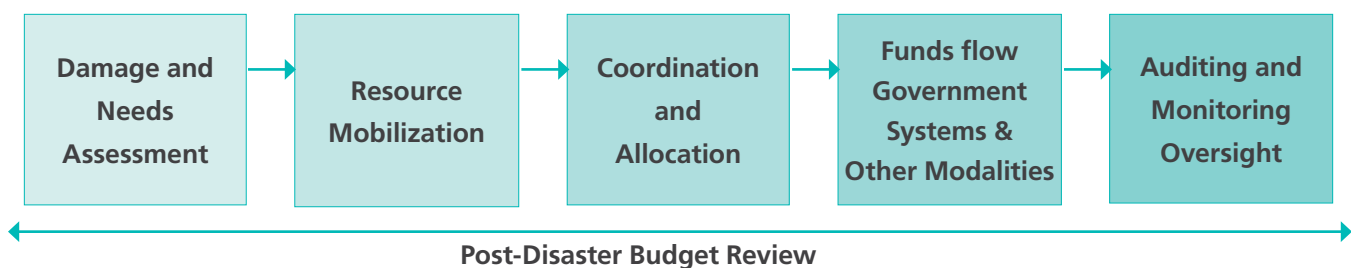 Damage and
Needs
Assessment
Resource
Mobilization
Coordination
and
Allocation
Funds flow
Government
Systems &
Other Modalities
Auditing and
Monitoring
Oversight
Post-Disaster Budget Review